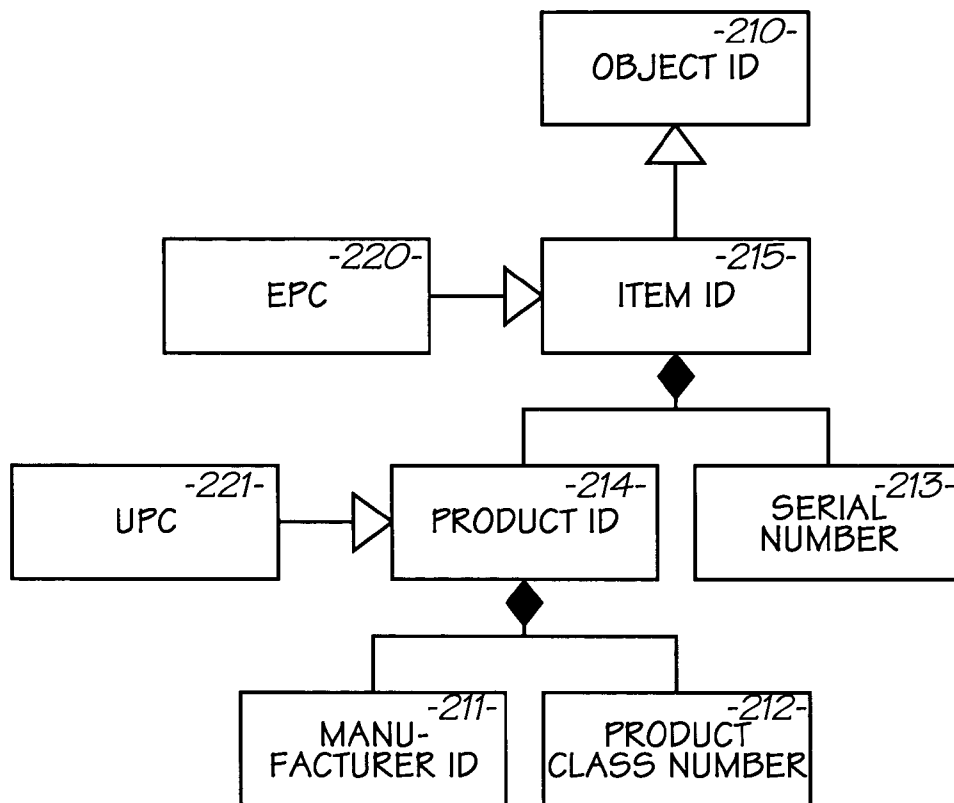 -210-
OBJECT ID
-220-
EPC
-215-
ITEM ID
-221-
UPC
-214-
PRODUCT ID
-213-
SERIAL
NUMBER
-211-
MANU-
FACTURER ID
-212-
PRODUCT
CLASS NUMBER